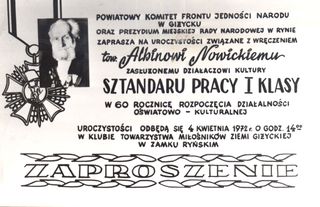 POWIATOWY KOMITET FRONTU JEDNOŚCI NARODU
W GIŻYCKU
ORAZ PREZYDIUM MIEJSKIEJ RADY NARODOWEJ W RYNIE
ZAPRASZA NA UROCZYSTOŚCI ZWIĄZANE Z WRĘCZENIEM
tow. Albinowi Nowickiemu
ZASŁUŻONEMU DZIAŁACZOWI KULTURY
SZTANDARU PRACY I KLASY
W 60 ROCZNICĘ ROZPOCZĘCIA DZIAŁALNOŚCI
OŚWIATOWO - KULTURALNEJ
UROCZYSTOŚCI ODBĘDĄ SIĘ 4 KWIETNIA 1972 R. O GODZ. 14⁰⁰
W KLUBIE TOWARZYSTWA MIŁOŚNIKÓW ZIEMI GIŻYCKIEJ
W ZAMKU RYŃSKIM
ZAPROSZENIE